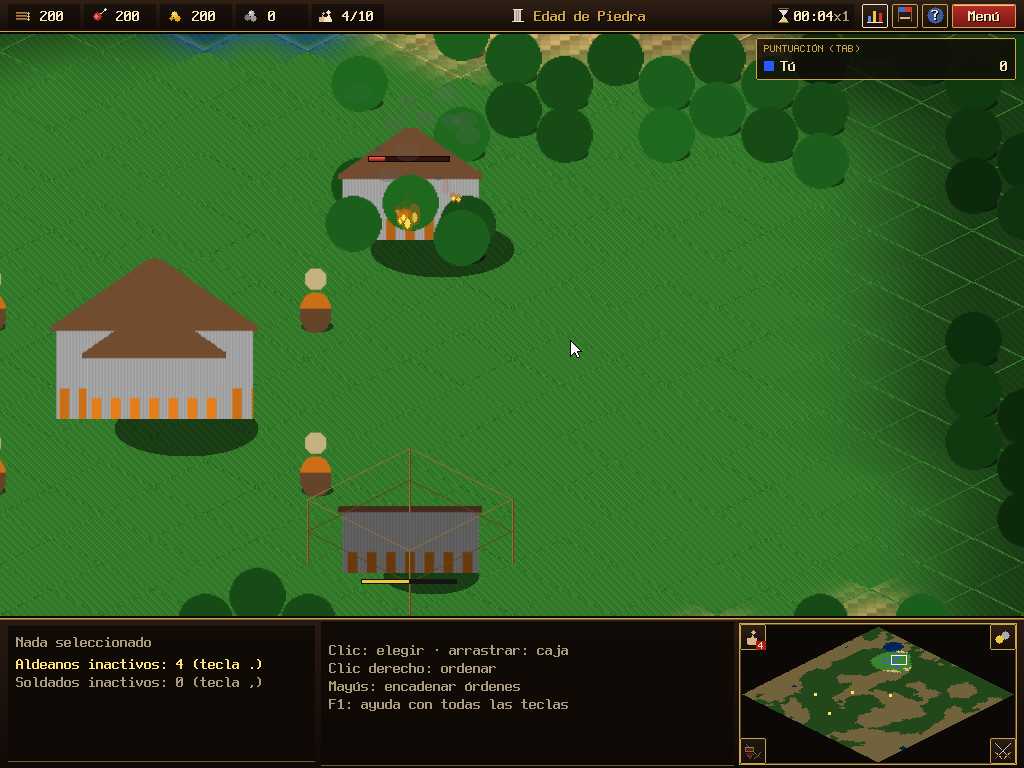 200 200 200 0 4/10 Edad de Piedra 00:04x1 ? Menú
PUNTUACIÓN (TAB)
Tú 0
Nada seleccionado
Aldeanos inactivos: 4 (tecla .)
Soldados inactivos: 0 (tecla ,)
Clic: elegir · arrastrar: caja
Clic derecho: ordenar
Mayús: encadenar órdenes
F1: ayuda con todas las teclas
4